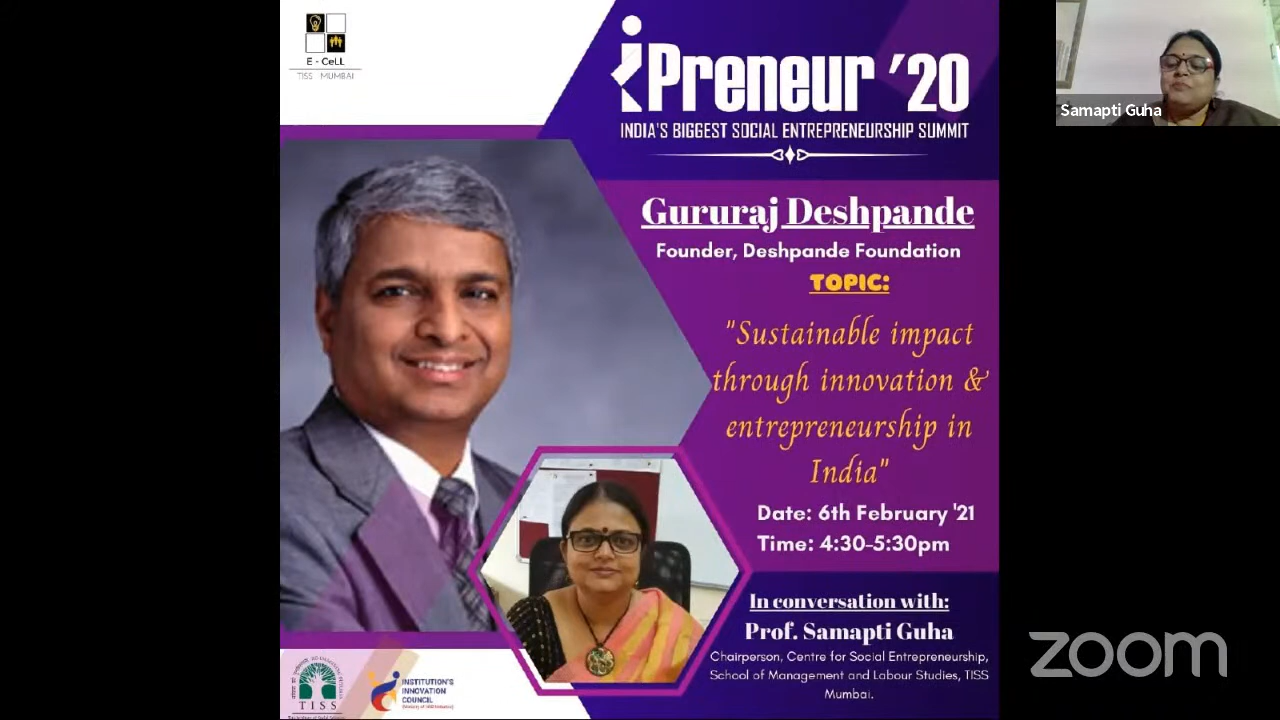 E - CeLL
TISS MUMBAI
iPreneur '20
INDIA'S BIGGEST SOCIAL ENTREPRENEURSHIP SUMMIT
Samapti Guha
Gururaj Deshpande
Founder, Deshpande Foundation
TOPIC:
"Sustainable impact
through innovation &
entrepreneurship in
India"
Date: 6th February '21
Time: 4:30-5:30pm
In conversation with:
Prof. Samapti Guha
Chairperson, Centre for Social Entrepreneurship,
School of Management and Labour Studies, TISS
Mumbai.
TISS
INSTITUTION'S
INNOVATION
COUNCIL
zoom